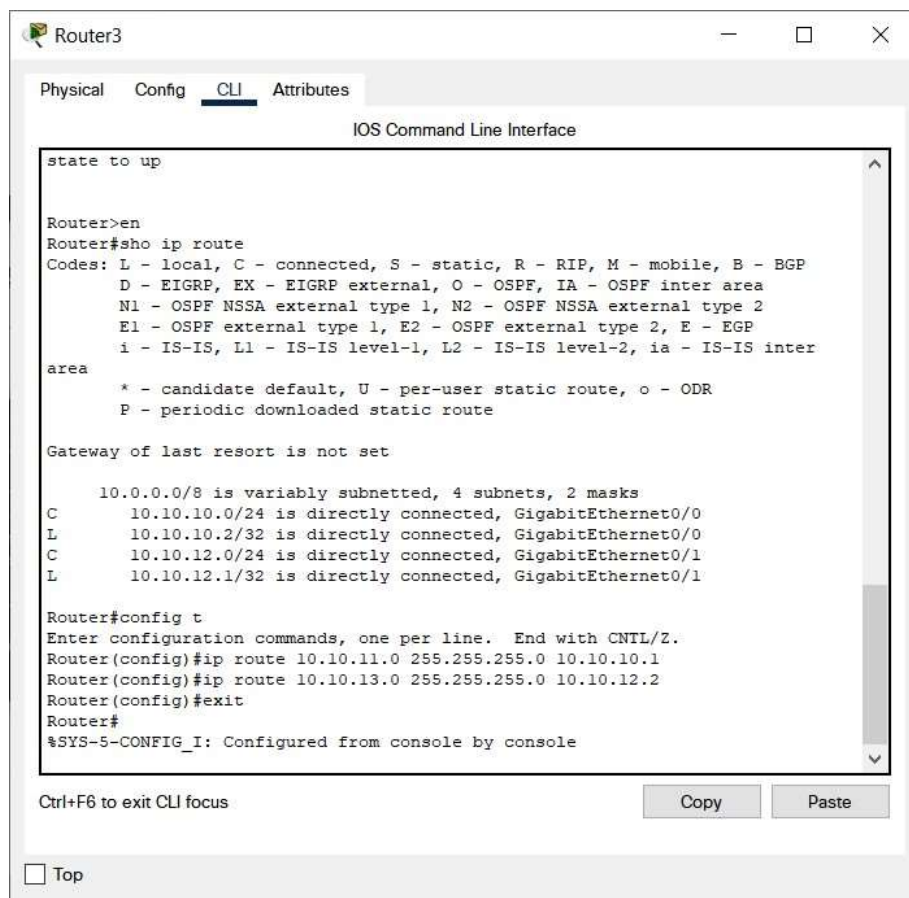 Router3
Physical Config CLI Attributes
IOS Command Line Interface
state to up
Router>en
Router#sho ip route
Codes: L - local, C - connected, S - static, R - RIP, M - mobile, B - BGP
D - EIGRP, EX - EIGRP external, O - OSPF, IA - OSPF inter area
N1 - OSPF NSSA external type 1, N2 - OSPF NSSA external type 2
E1 - OSPF external type 1, E2 - OSPF external type 2, E - EGP
i - IS-IS, L1 - IS-IS level-1, L2 - IS-IS level-2, ia - IS-IS inter
area
* - candidate default, U - per-user static route, o - ODR
P - periodic downloaded static route
Gateway of last resort is not set
10.0.0.0/8 is variably subnetted, 4 subnets, 2 masks
C 10.10.10.0/24 is directly connected, GigabitEthernet0/0
L 10.10.10.2/32 is directly connected, GigabitEthernet0/0
C 10.10.12.0/24 is directly connected, GigabitEthernet0/1
L 10.10.12.1/32 is directly connected, GigabitEthernet0/1
Router#config t
Enter configuration commands, one per line. End with CNTL/Z.
Router(config)#ip route 10.10.11.0 255.255.255.0 10.10.10.1
Router(config)#ip route 10.10.13.0 255.255.255.0 10.10.12.2
Router(config)#exit
Router#
%SYS-5-CONFIG_I: Configured from console by console
Ctrl+F6 to exit CLI focus
Copy Paste
Top